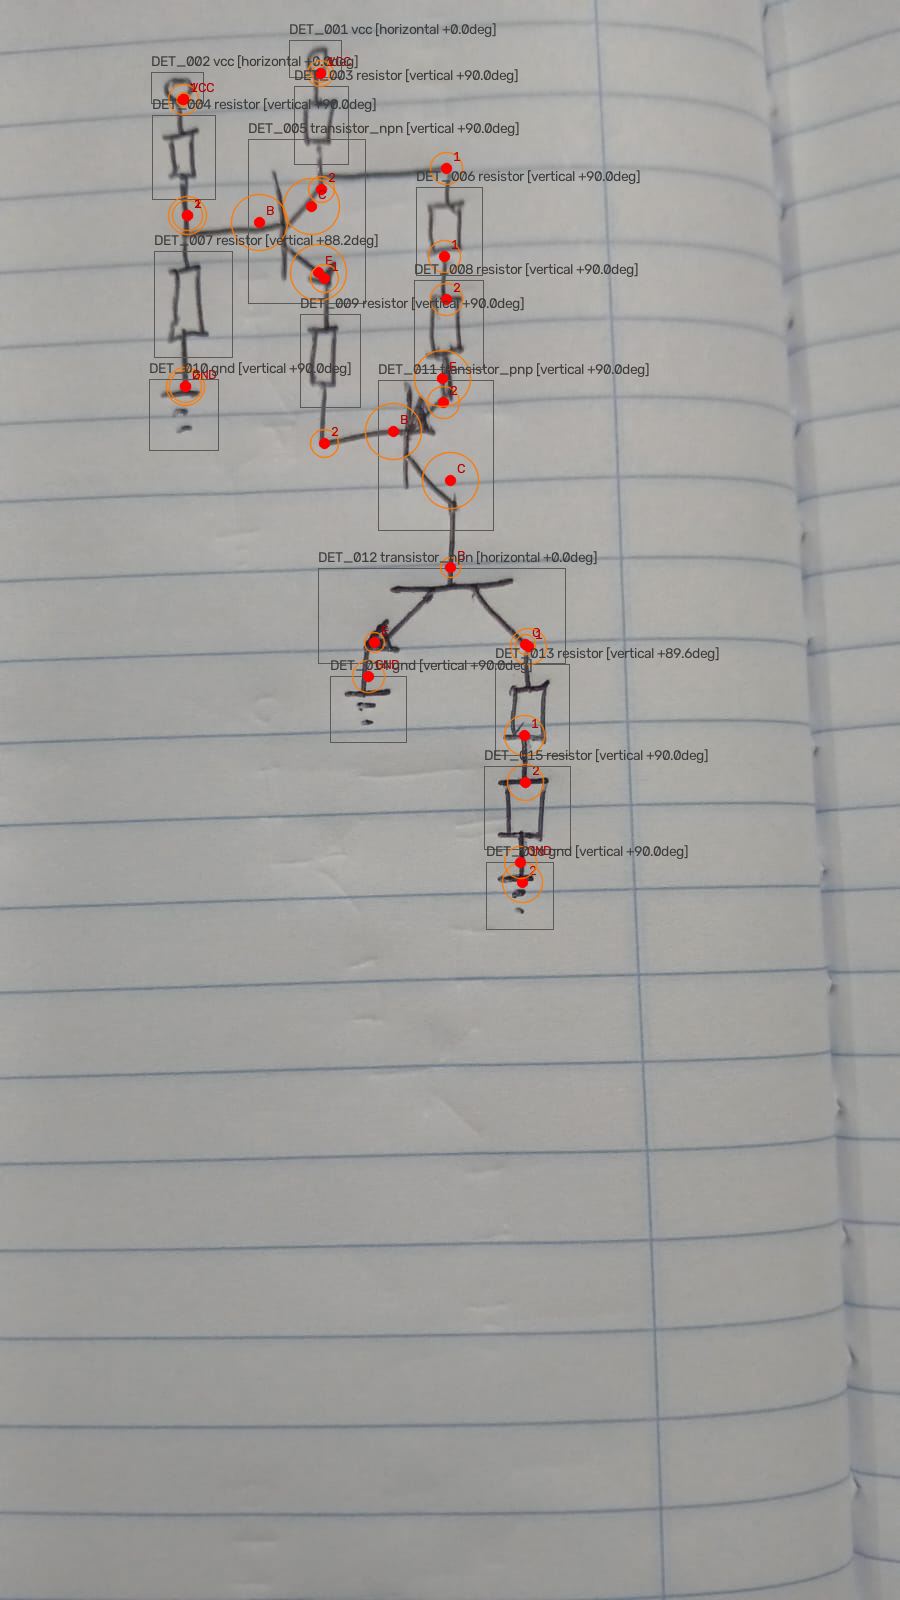 DET_001 vcc [horizontal +0.0deg]
DET_002 vcc [horizontal +0.0deg]
VCC
VCC
DET_003 resistor [vertical +90.0deg]
DET_004 resistor [vertical +90.0deg]
DET_005 transistor_npn [vertical +90.0deg]
1
DET_006 resistor [vertical +90.0deg]
2
C
B
DET_007 resistor [vertical +88.2deg]
1
E
1
DET_008 resistor [vertical +90.0deg]
2
DET_009 resistor [vertical +90.0deg]
E
DET_010 gnd [vertical +90.0deg]
DET_011 transistor_pnp [vertical +90.0deg]
GND
2
B
2
C
B
DET_012 transistor_npn [horizontal +0.0deg]
E
C
1
DET_013 resistor [vertical +89.6deg]
DET_014 gnd [vertical +90.0deg]
GND
1
DET_015 resistor [vertical +90.0deg]
2
GND
DET_016 gnd [vertical +90.0deg]
2